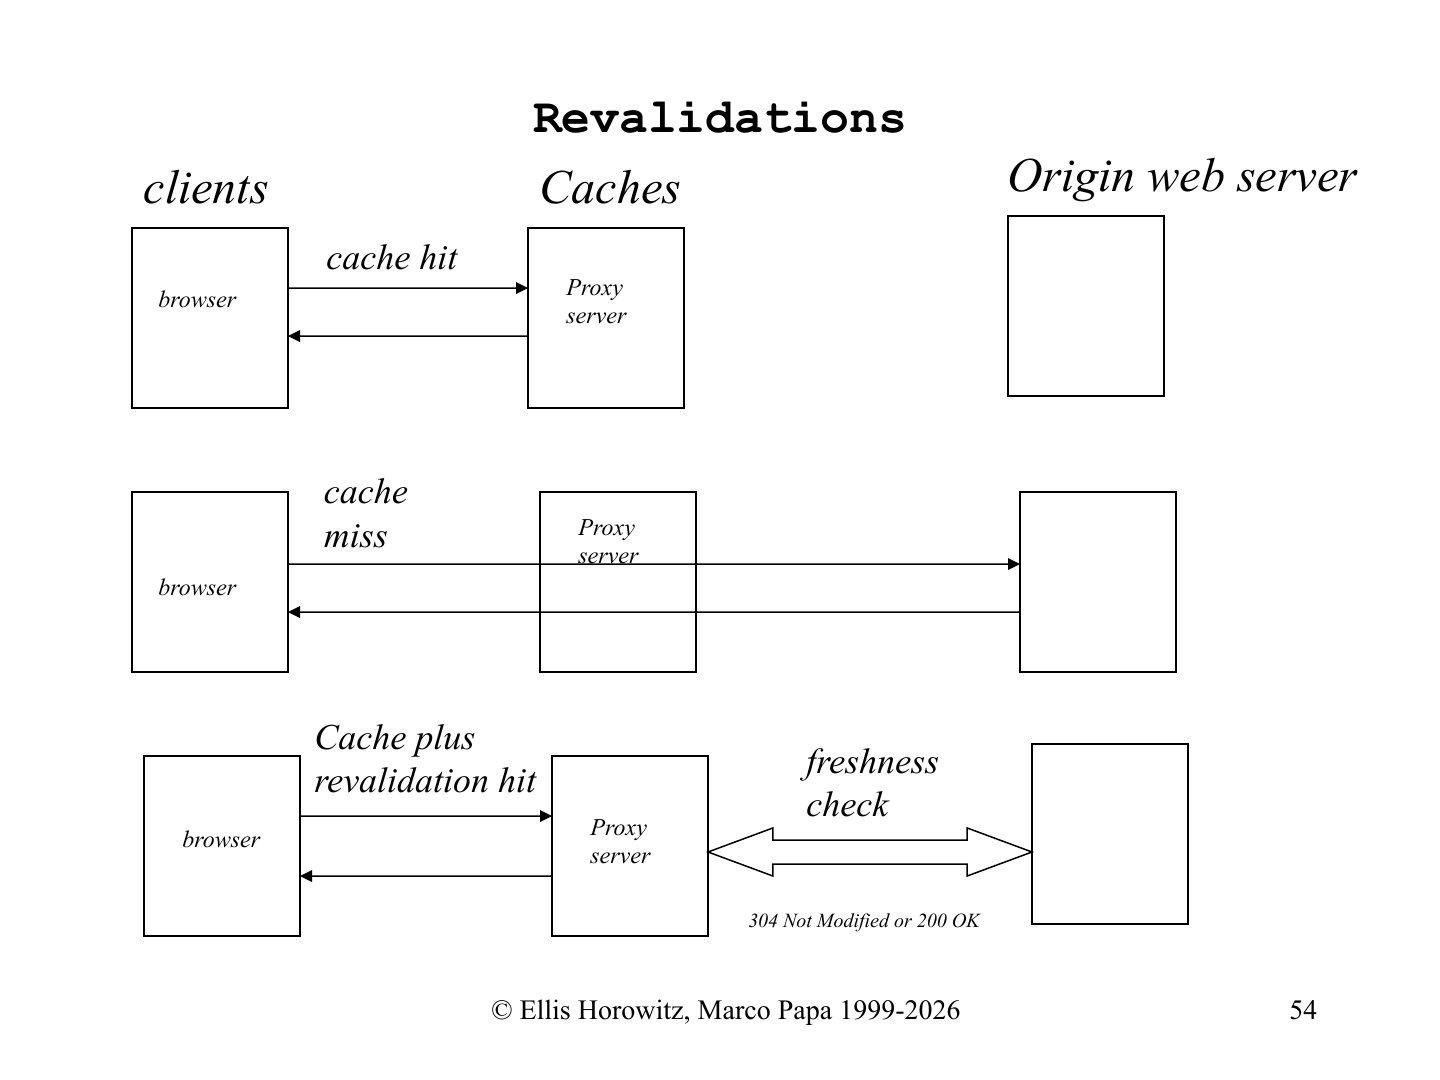 Revalidations
clients
Caches
Origin web server
cache hit
browser
Proxy
server
cache
miss
Proxy
server
browser
Cache plus
revalidation hit
freshness
check
browser
Proxy
server
304 Not Modified or 200 OK
© Ellis Horowitz, Marco Papa 1999-2026
54